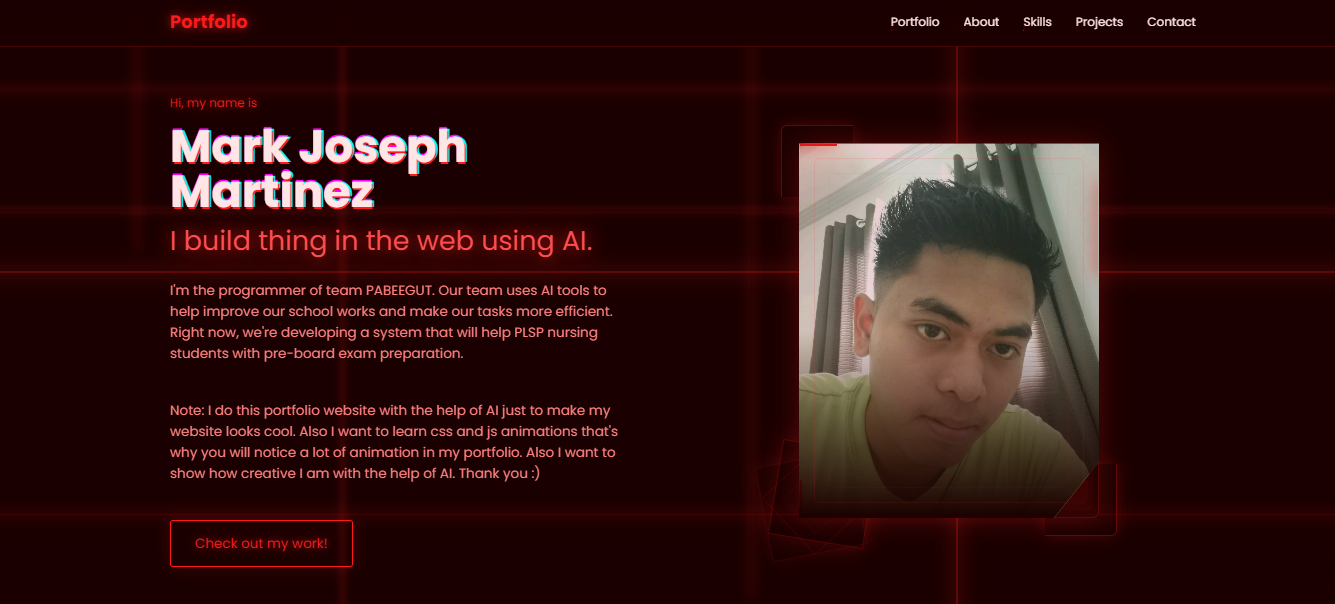 Portfolio
Portfolio About Skills Projects Contact
Hi, my name is
Mark Joseph
Martinez
I build thing in the web using AI.
I'm the programmer of team PABEEGUT. Our team uses AI tools to
help improve our school works and make our tasks more efficient.
Right now, we're developing a system that will help PLSP nursing
students with pre-board exam preparation.
Note: I do this portfolio website with the help of AI just to make my
website looks cool. Also I want to learn css and js animations that's
why you will notice a lot of animation in my portfolio. Also I want to
show how creative I am with the help of AI. Thank you :)
Check out my work!